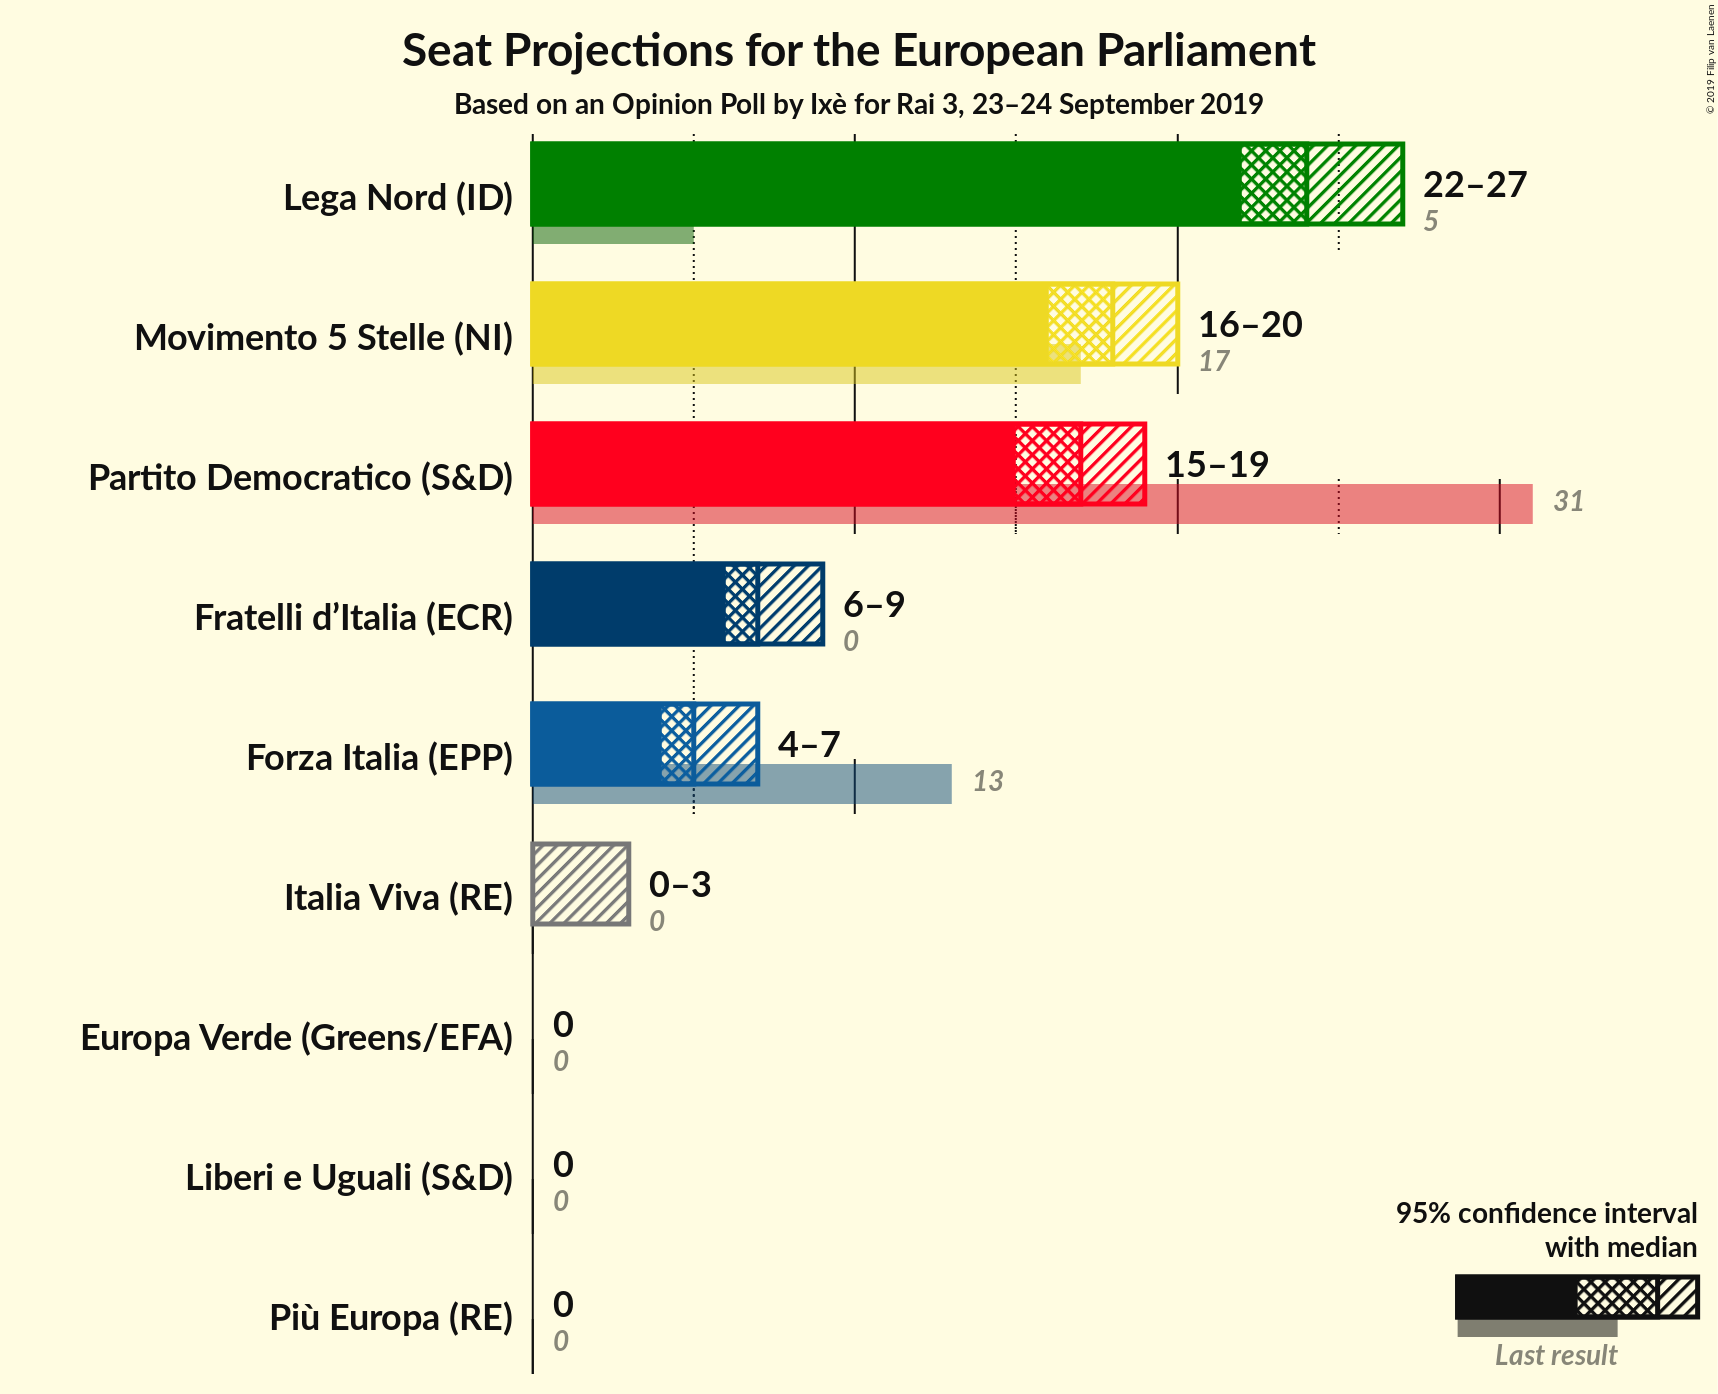 Seat Projections for the European Parliament
Based on an Opinion Poll by Ixè for Rai 3, 23–24 September 2019
© 2019 Filip van Laenen
Lega Nord (ID)
22–27
5
Movimento 5 Stelle (NI)
16–20
17
Partito Democratico (S&D)
15–19
31
Fratelli d’Italia (ECR)
6–9
0
Forza Italia (EPP)
4–7
13
Italia Viva (RE)
0–3
0
Europa Verde (Greens/EFA)
0
0
Liberi e Uguali (S&D)
0
0
Più Europa (RE)
0
0
95% confidence interval
with median
Last result